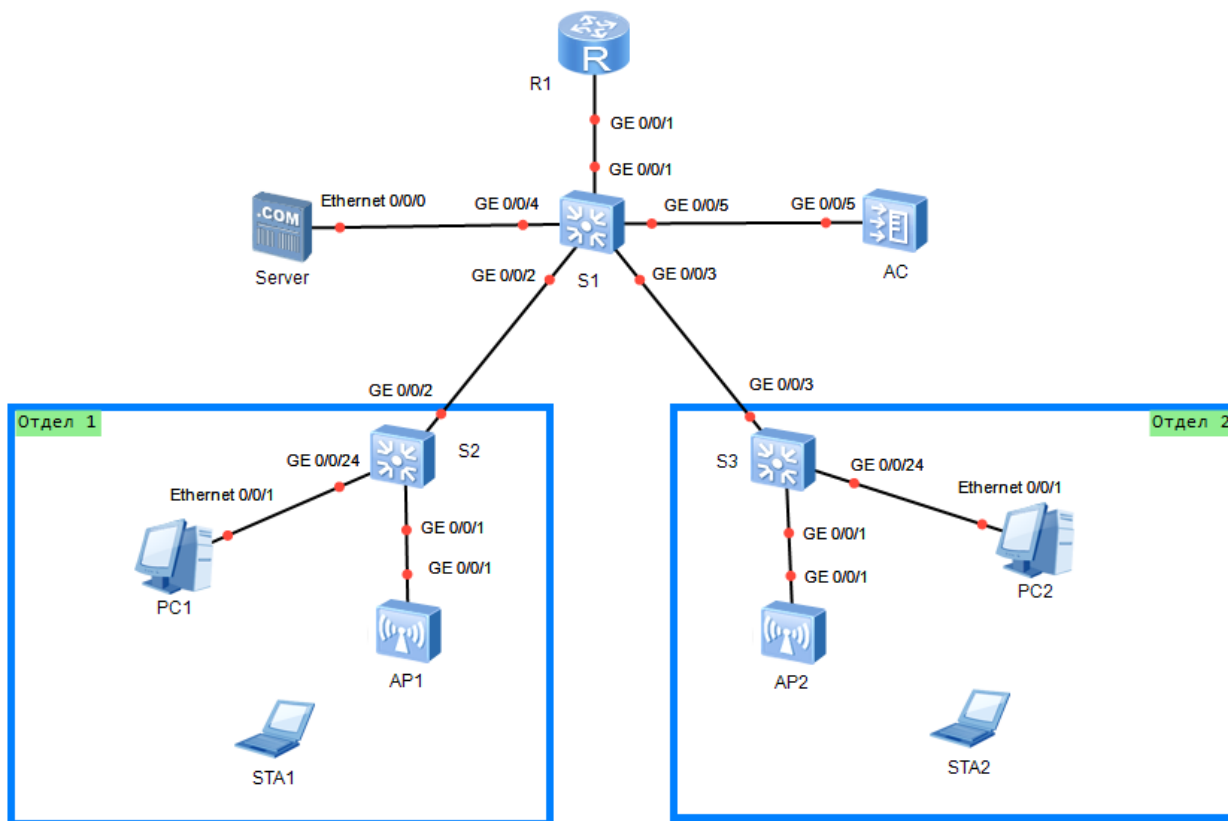 R1
GE 0/0/1
GE 0/0/1
.COM
Ethernet 0/0/0
GE 0/0/4
GE 0/0/5
GE 0/0/5
Server
GE 0/0/2
S1
GE 0/0/3
AC
GE 0/0/2
GE 0/0/3
Отдел 1
Отдел 2
S2
S3
GE 0/0/24
GE 0/0/24
Ethernet 0/0/1
Ethernet 0/0/1
GE 0/0/1
GE 0/0/1
GE 0/0/1
GE 0/0/1
PC1
PC2
AP1
AP2
STA1
STA2
R